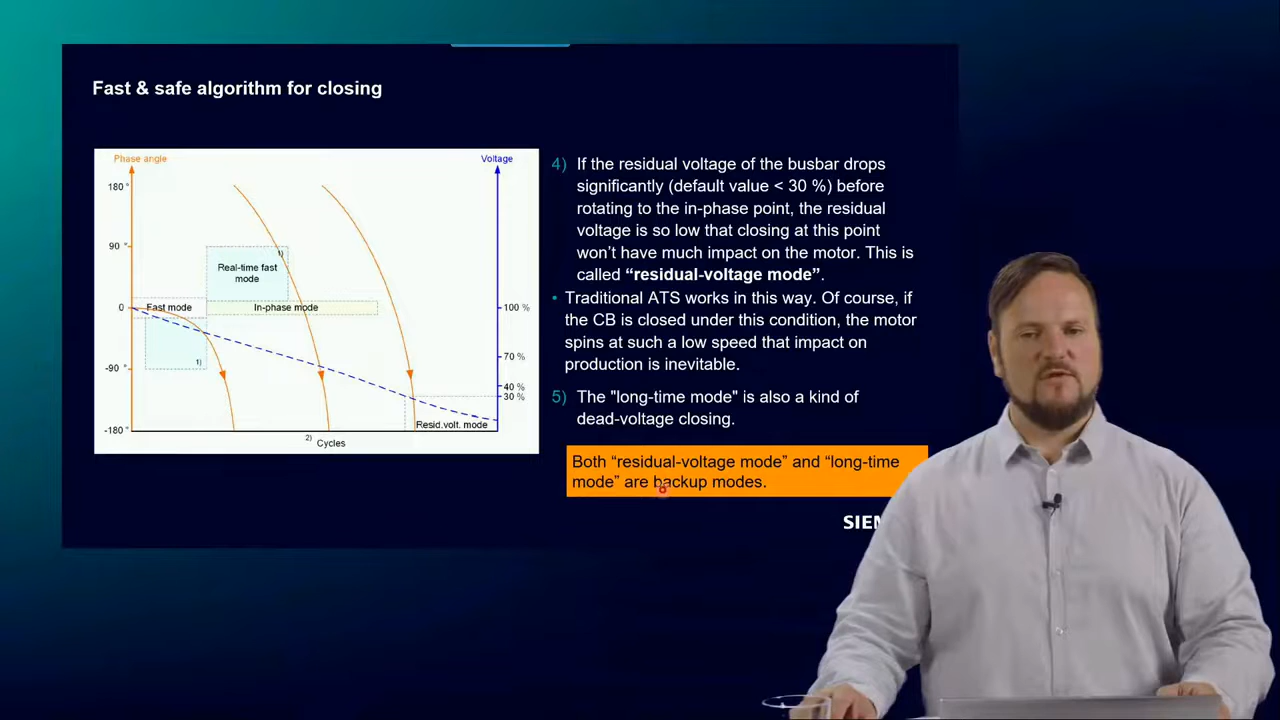 Fast & safe algorithm for closing
Phase angle
Voltage
180 °
90 °
1)
Real-time fast
mode
0
Fast mode
In-phase mode
100 %
1)
70 %
-90 °
40 %
30 %
-180 °
Resid.volt. mode
2)
Cycles
4) If the residual voltage of the busbar drops
significantly (default value < 30 %) before
rotating to the in-phase point, the residual
voltage is so low that closing at this point
won't have much impact on the motor. This is
called “residual-voltage mode”.
• Traditional ATS works in this way. Of course, if
the CB is closed under this condition, the motor
spins at such a low speed that impact on
production is inevitable.
5) The "long-time mode" is also a kind of
dead-voltage closing.
Both “residual-voltage mode” and “long-time
mode” are backup modes.